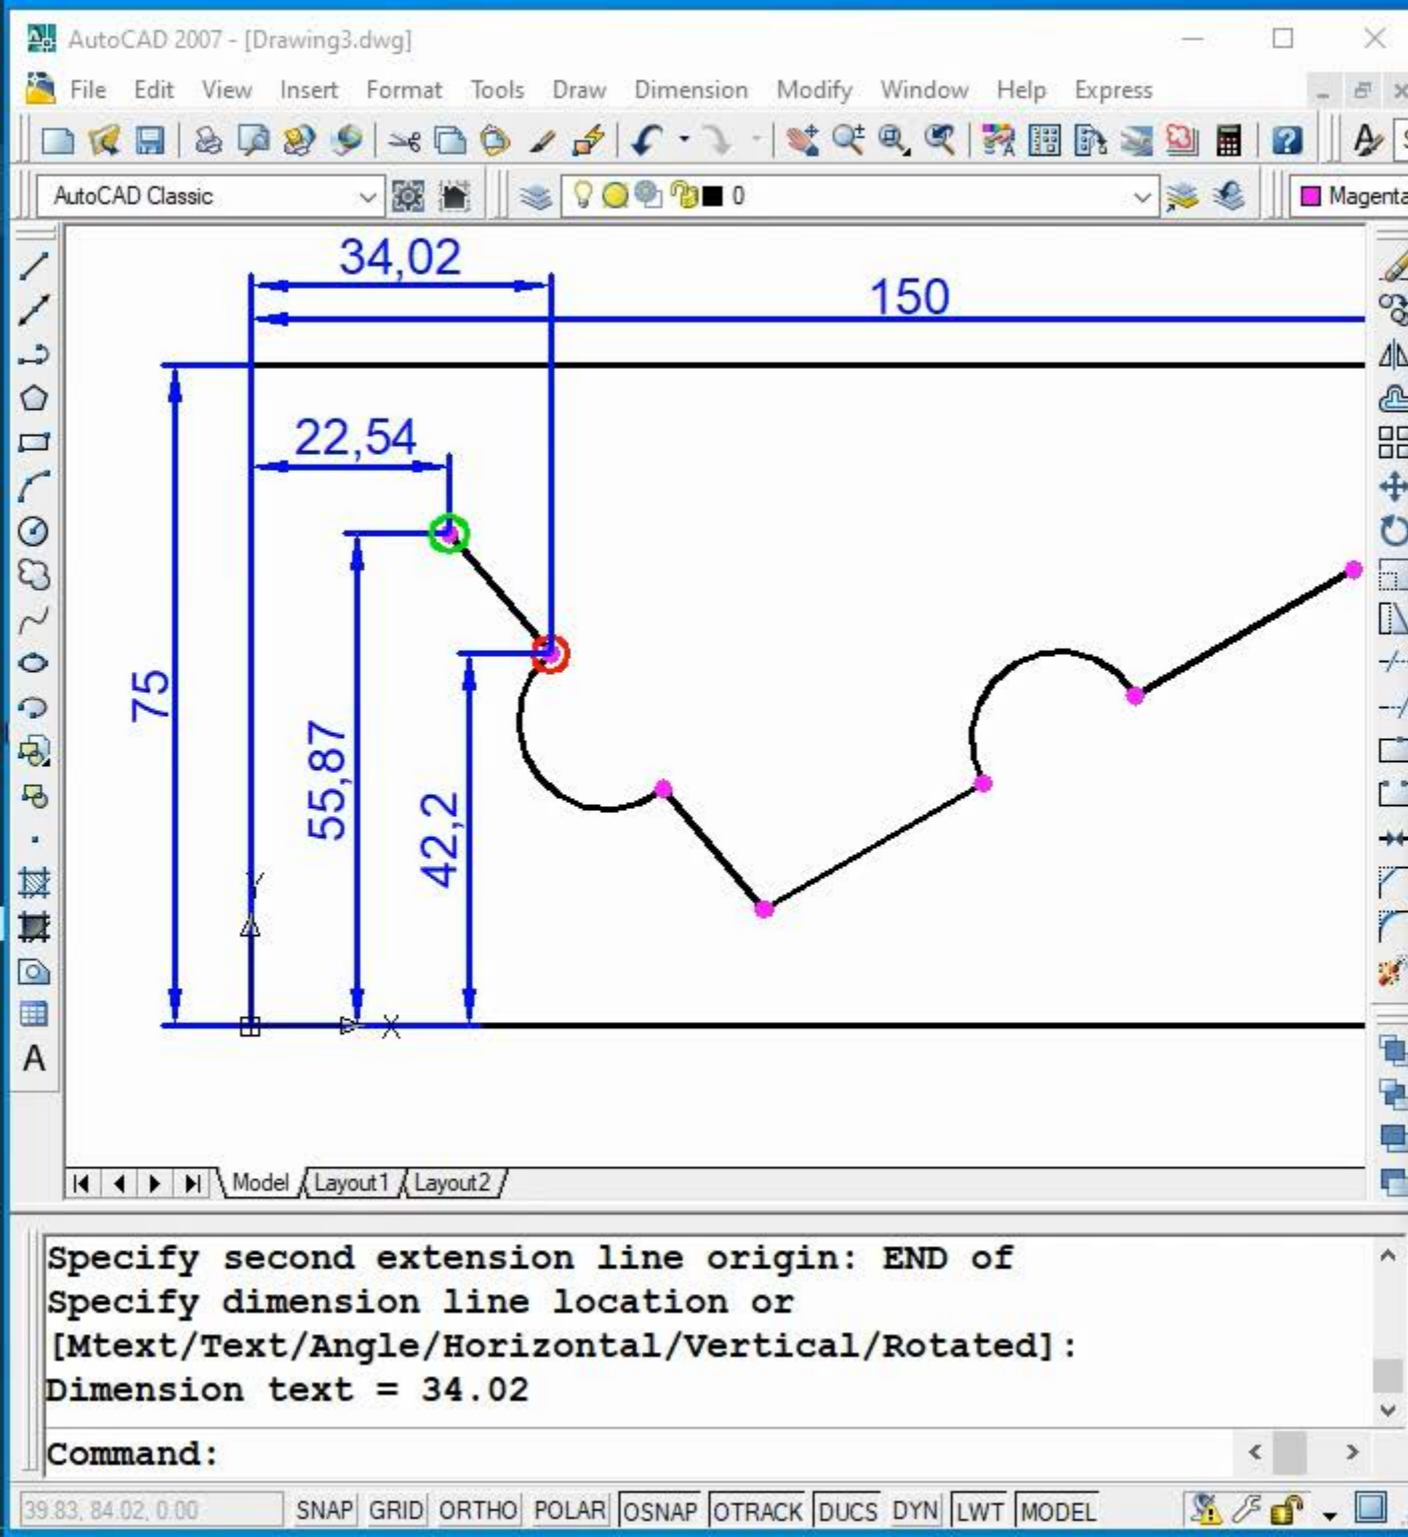 AutoCAD 2007 - [Drawing3.dwg]
File Edit View Insert Format Tools Draw Dimension Modify Window Help Express
AutoCAD Classic
0
Magenta
34,02
150
22,54
75
55,87
42,2
Y
X
A
Model Layout1 Layout2
Specify second extension line origin: END of
Specify dimension line location or
[Mtext/Text/Angle/Horizontal/Vertical/Rotated]:
Dimension text = 34.02
Command:
39.83, 84.02, 0.00 SNAP GRID ORTHO POLAR OSNAP OTRACK DUCS DYN LWT MODEL